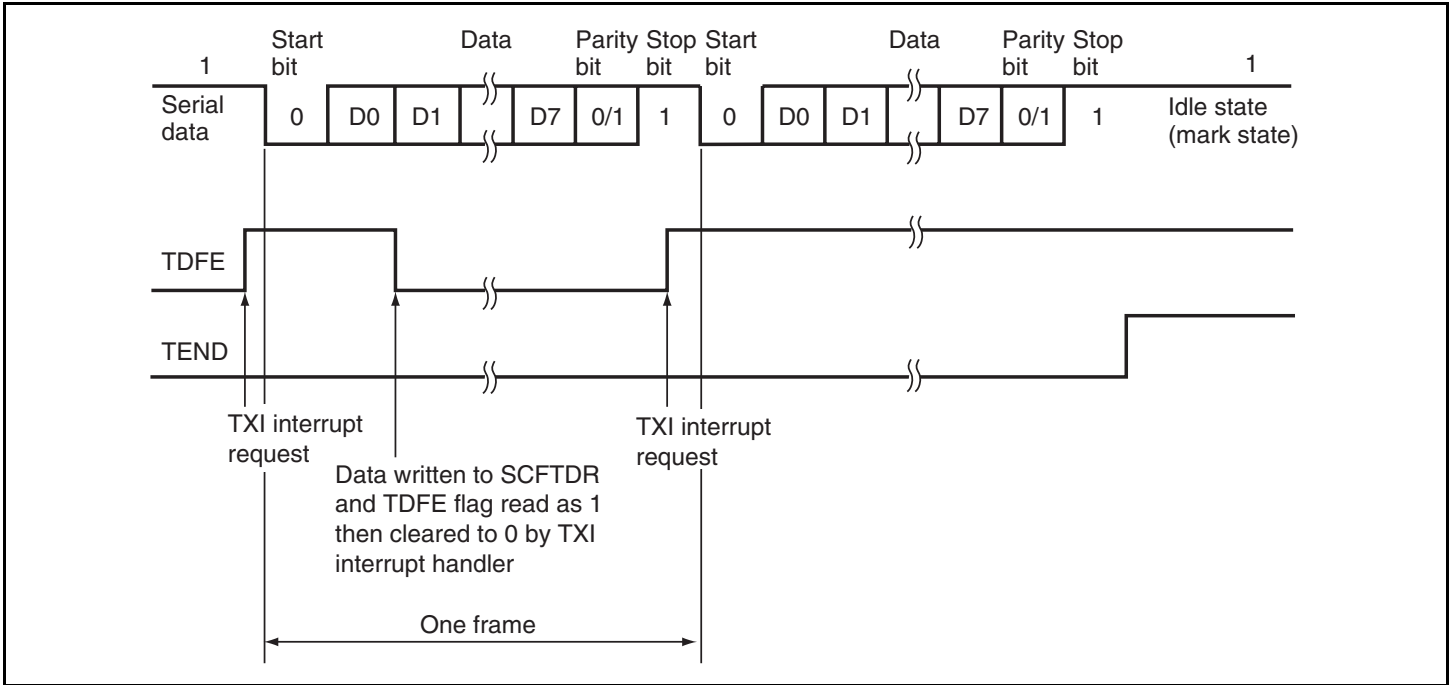 Start bit
Data
Parity bit
Stop bit
Start bit
Data
Parity bit
Stop bit
1
1
Serial data
0
D0
D1
D7
0/1
1
0
D0
D1
D7
0/1
1
Idle state
(mark state)
TDFE
TEND
TXI interrupt
request
Data written to SCFTDR
and TDFE flag read as 1
then cleared to 0 by TXI
interrupt handler
TXI interrupt
request
One frame